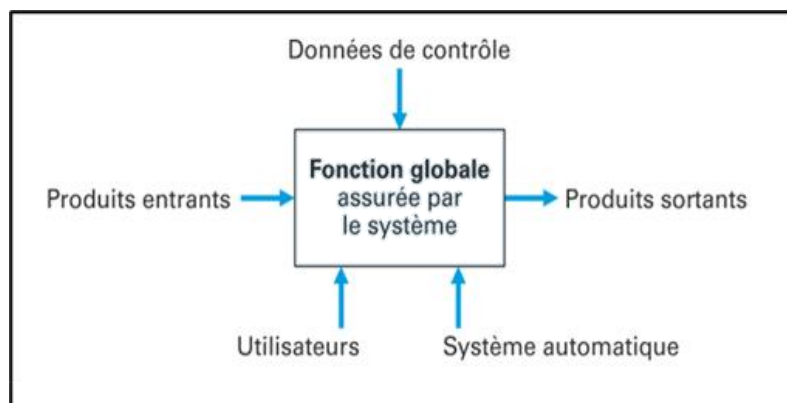 Données de contrôle
Fonction globale
assurée par
le système
Produits entrants
Produits sortants
Utilisateurs
Système automatique